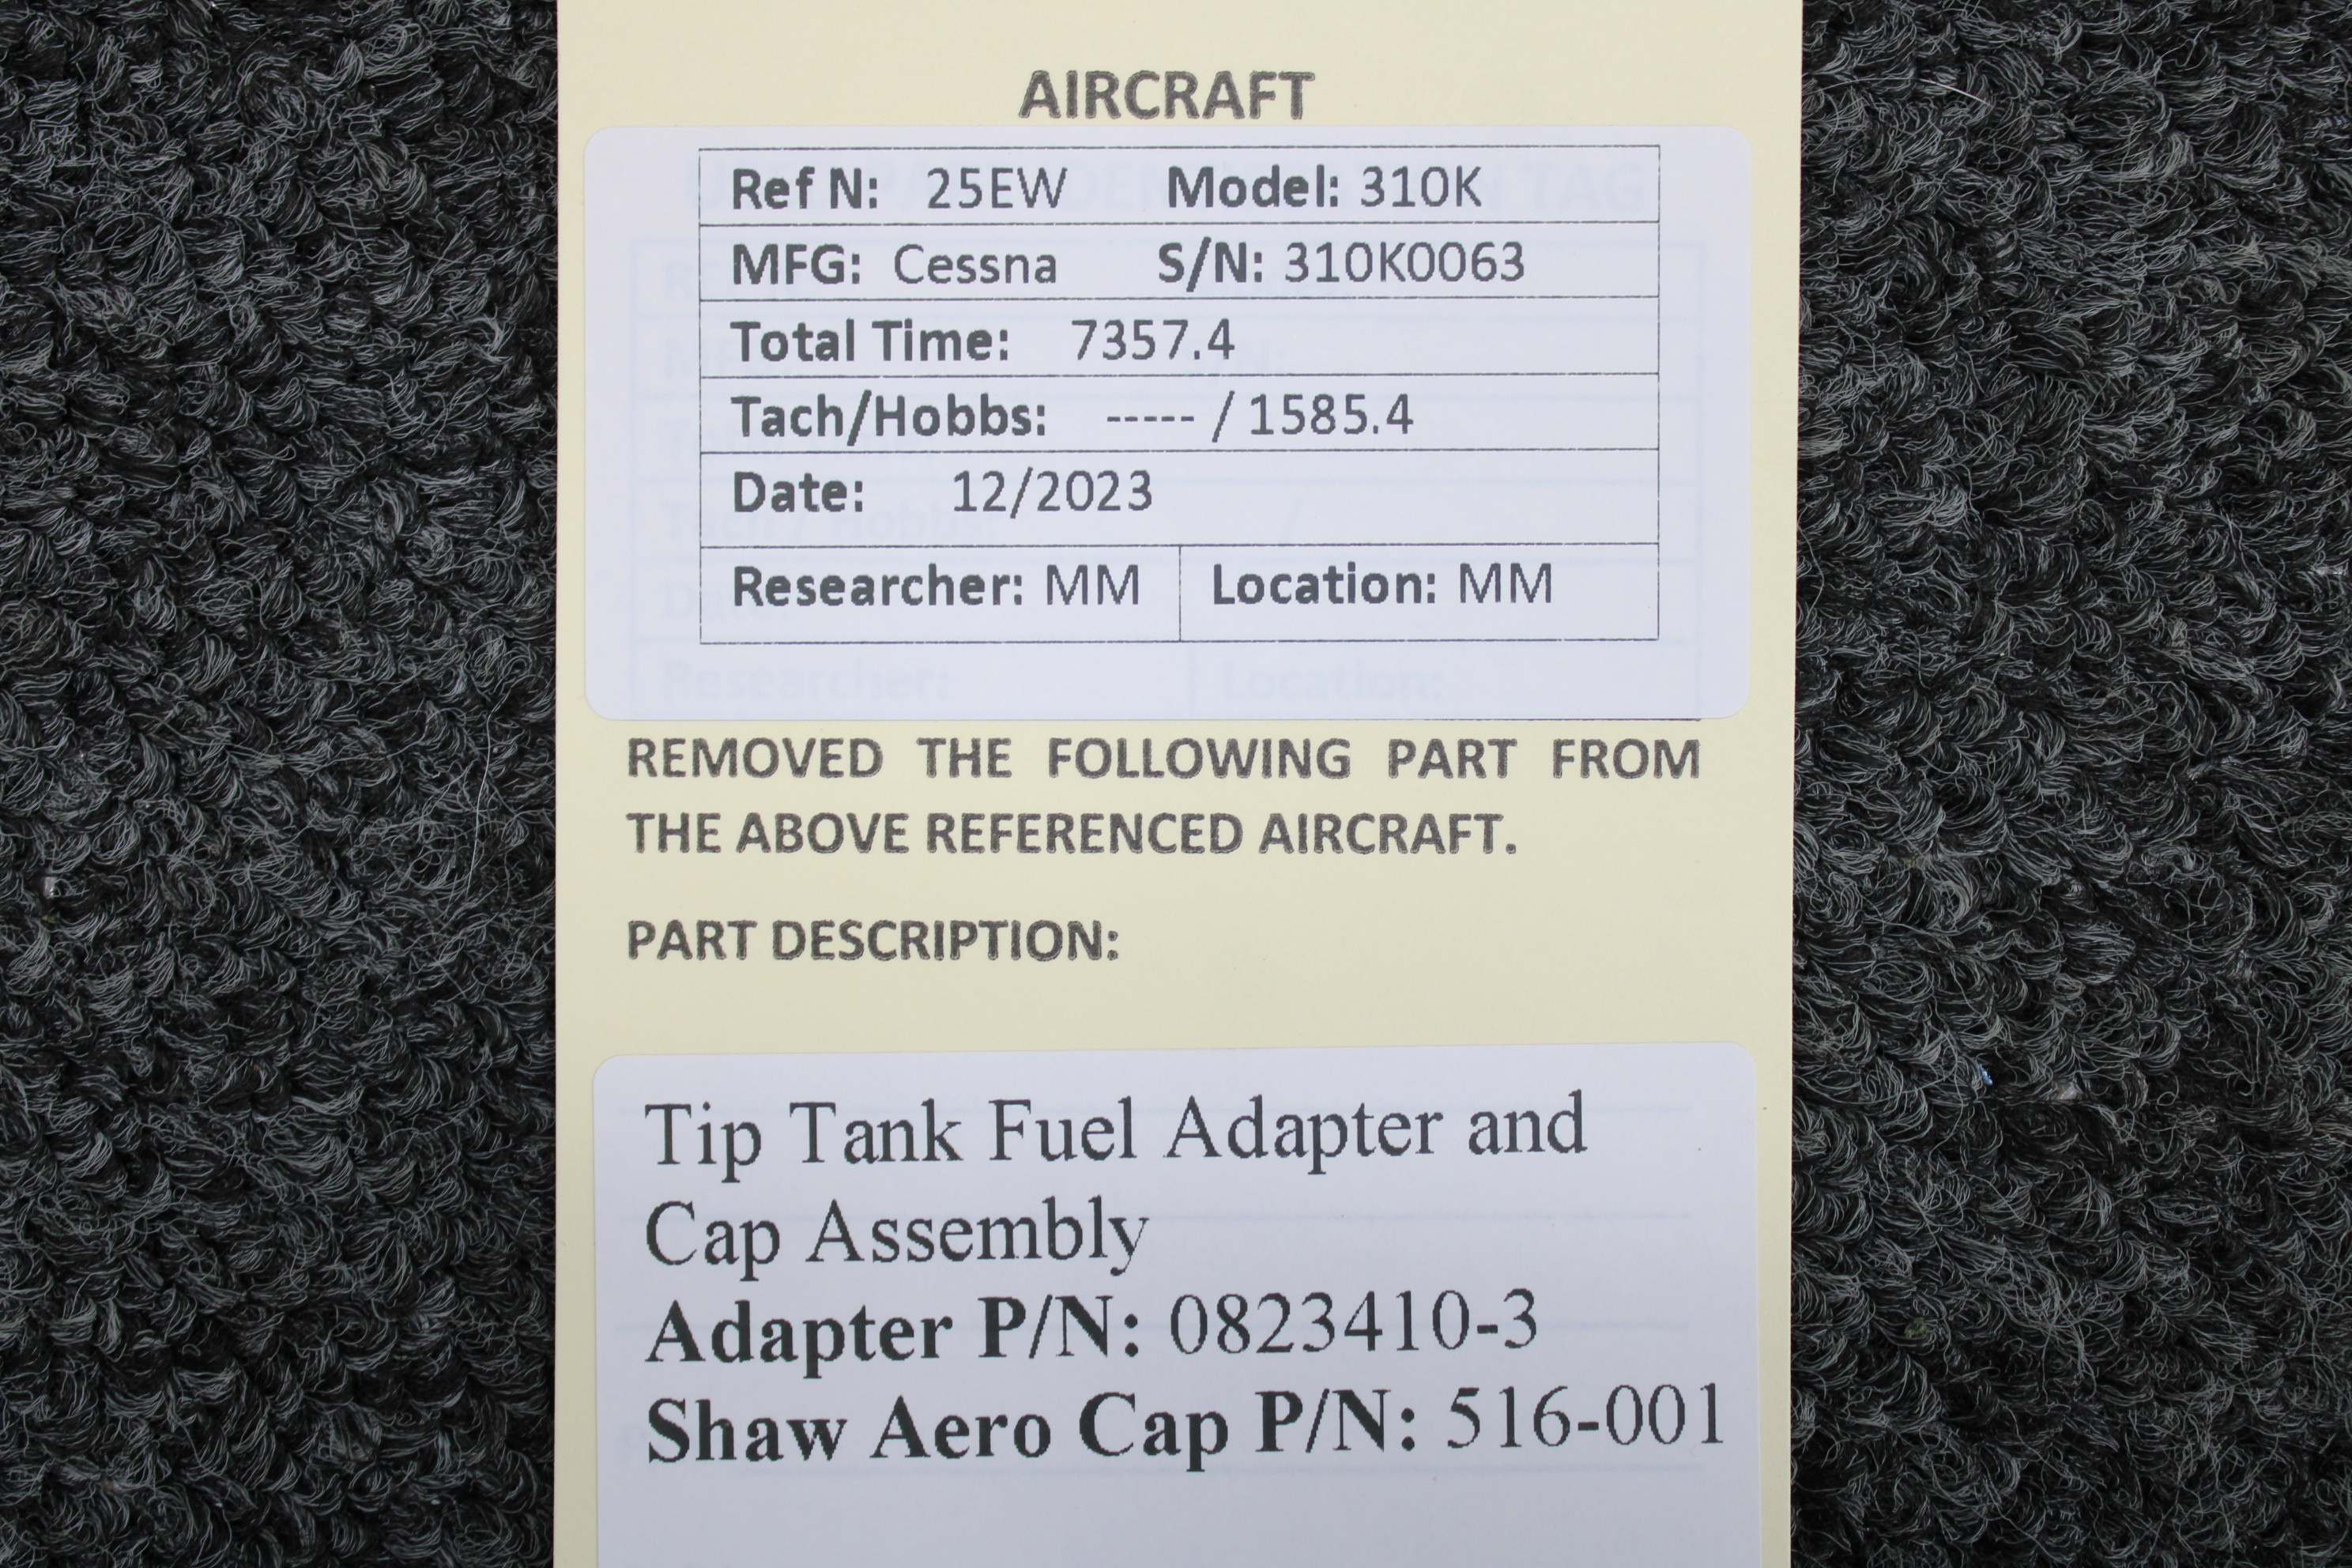 AIRCRAFT
Ref N: 25EW Model: 310K
MFG: Cessna S/N: 310K0063
Total Time: 7357.4
Tach/Hobbs: ----- / 1585.4
Date: 12/2023
Researcher: MM Location: MM
Researcher: Location:
REMOVED THE FOLLOWING PART FROM
THE ABOVE REFERENCED AIRCRAFT.
PART DESCRIPTION:
Tip Tank Fuel Adapter and
Cap Assembly
Adapter P/N: 0823410-3
Shaw Aero Cap P/N: 516-001